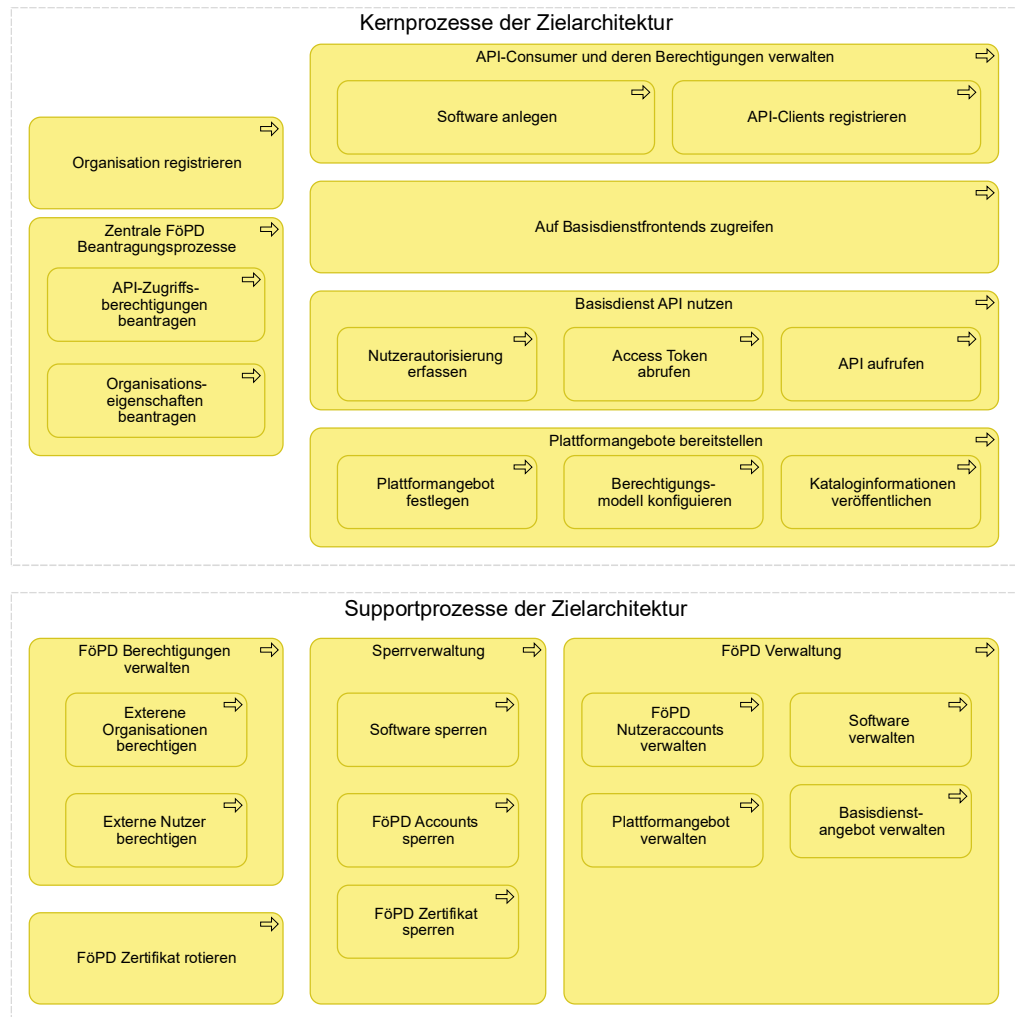 Kernprozesse der Zielarchitektur
Organisation registrieren
Zentrale FöPD
Beantragungsprozesse
API-Zugriffs-
berechtigungen
beantragen
Organisations-
eigenschaften
beantragen
API-Consumer und deren Berechtigungen verwalten
Software anlegen
API-Clients registrieren
Auf Basisdienstfrontends zugreifen
Basisdienst API nutzen
Nutzerautorisierung
erfassen
Access Token
abrufen
API aufrufen
Plattformangebote bereitstellen
Plattformangebot
festlegen
Berechtigungs-
modell konfigurieren
Kataloginformationen
veröffentlichen
Supportprozesse der Zielarchitektur
FöPD Berechtigungen
verwalten
Exterene
Organisationen
berechtigen
Externe Nutzer
berechtigen
FöPD Zertifikat rotieren
Sperrverwaltung
Software sperren
FöPD Accounts
sperren
FöPD Zertifikat
sperren
FöPD Verwaltung
FöPD
Nutzeraccounts
verwalten
Software
verwalten
Plattformangebot
verwalten
Basisdienst-
angebot verwalten